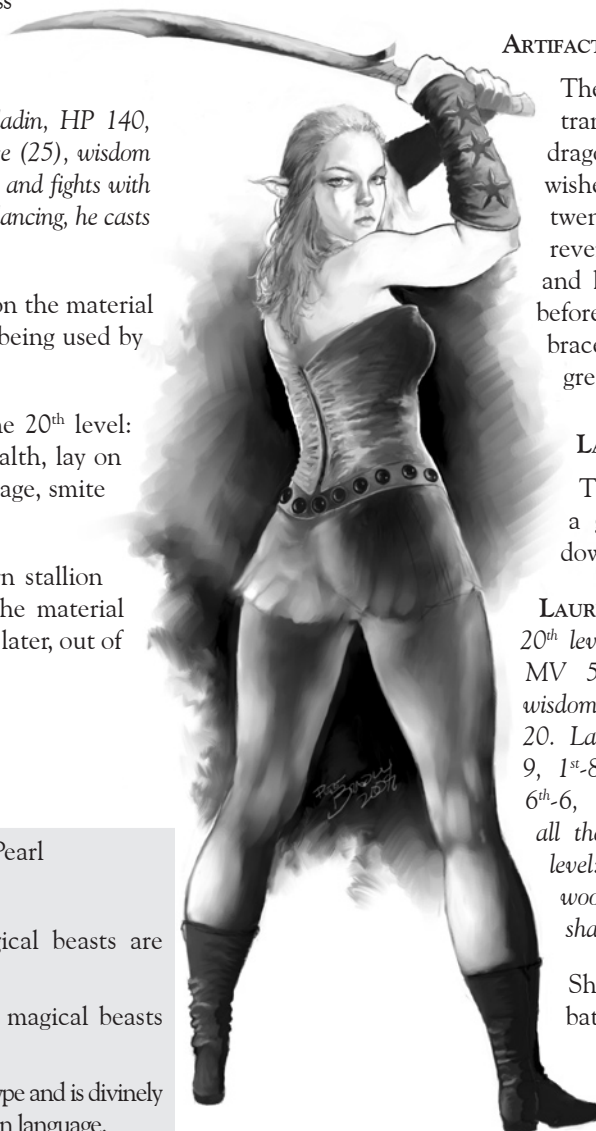 adin, HP 140,
e (25), wisdom
and fights with
ancing, he casts
on the material
being used by
e 20th level:
alth, lay on
age, smite
rn stallion
he material
later, out of
Pearl
gical beasts are
magical beasts
ype and is divinely
n language.
ARTIFACT
The
tran
drago
wishe
twen
reve
and
before
brace
gre
LA
T
a
dow
LAUR
20th lev
MV 5
wisdom
20. La
9, 1st-8
6th-6,
all the
level:
woo
sha
Sh
bat